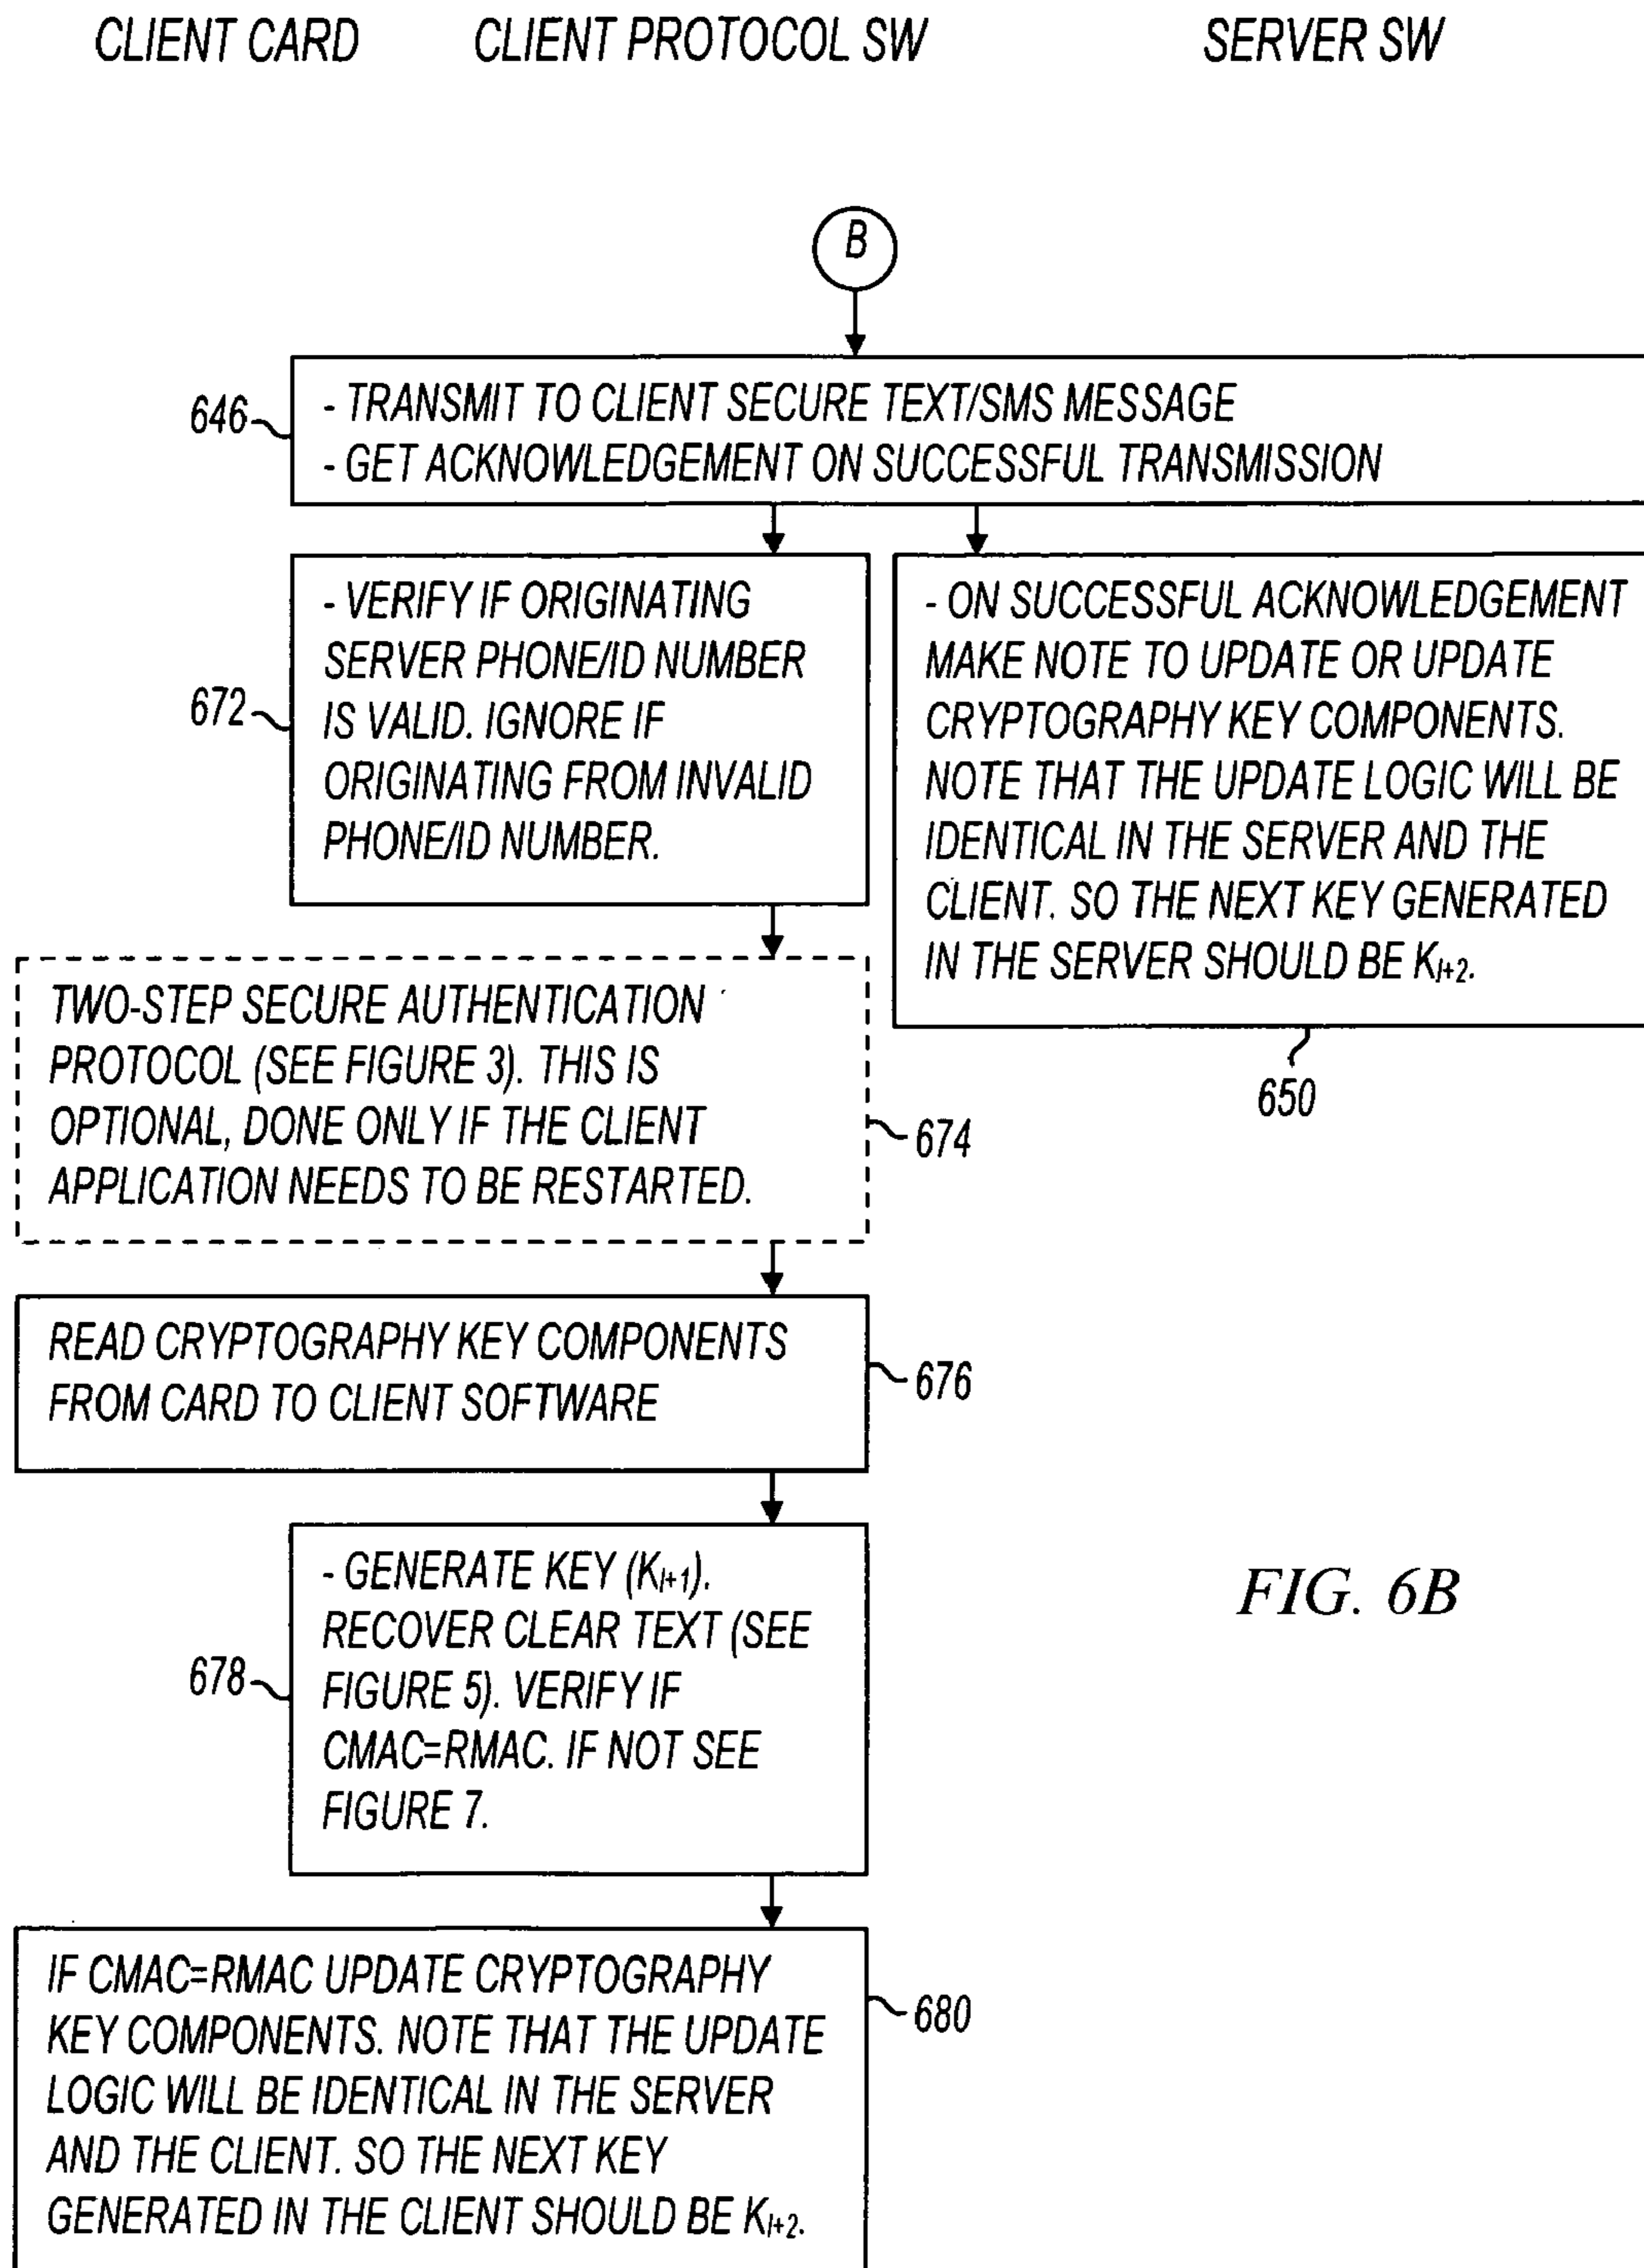 CLIENT CARD
CLIENT PROTOCOL SW
SERVER SW
B
646
- TRANSMIT TO CLIENT SECURE TEXT/SMS MESSAGE
- GET ACKNOWLEDGEMENT ON SUCCESSFUL TRANSMISSION
672
- VERIFY IF ORIGINATING
SERVER PHONE/ID NUMBER
IS VALID. IGNORE IF
ORIGINATING FROM INVALID
PHONE/ID NUMBER.
- ON SUCCESSFUL ACKNOWLEDGEMENT
MAKE NOTE TO UPDATE OR UPDATE
CRYPTOGRAPHY KEY COMPONENTS.
NOTE THAT THE UPDATE LOGIC WILL BE
IDENTICAL IN THE SERVER AND THE
CLIENT. SO THE NEXT KEY GENERATED
IN THE SERVER SHOULD BE KI+2.
650
TWO-STEP SECURE AUTHENTICATION
PROTOCOL (SEE FIGURE 3). THIS IS
OPTIONAL, DONE ONLY IF THE CLIENT
APPLICATION NEEDS TO BE RESTARTED.
674
READ CRYPTOGRAPHY KEY COMPONENTS
FROM CARD TO CLIENT SOFTWARE
676
678
- GENERATE KEY (KI+1).
RECOVER CLEAR TEXT (SEE
FIGURE 5). VERIFY IF
CMAC=RMAC. IF NOT SEE
FIGURE 7.
FIG. 6B
IF CMAC=RMAC UPDATE CRYPTOGRAPHY
KEY COMPONENTS. NOTE THAT THE UPDATE
LOGIC WILL BE IDENTICAL IN THE SERVER
AND THE CLIENT. SO THE NEXT KEY
GENERATED IN THE CLIENT SHOULD BE KI+2.
680